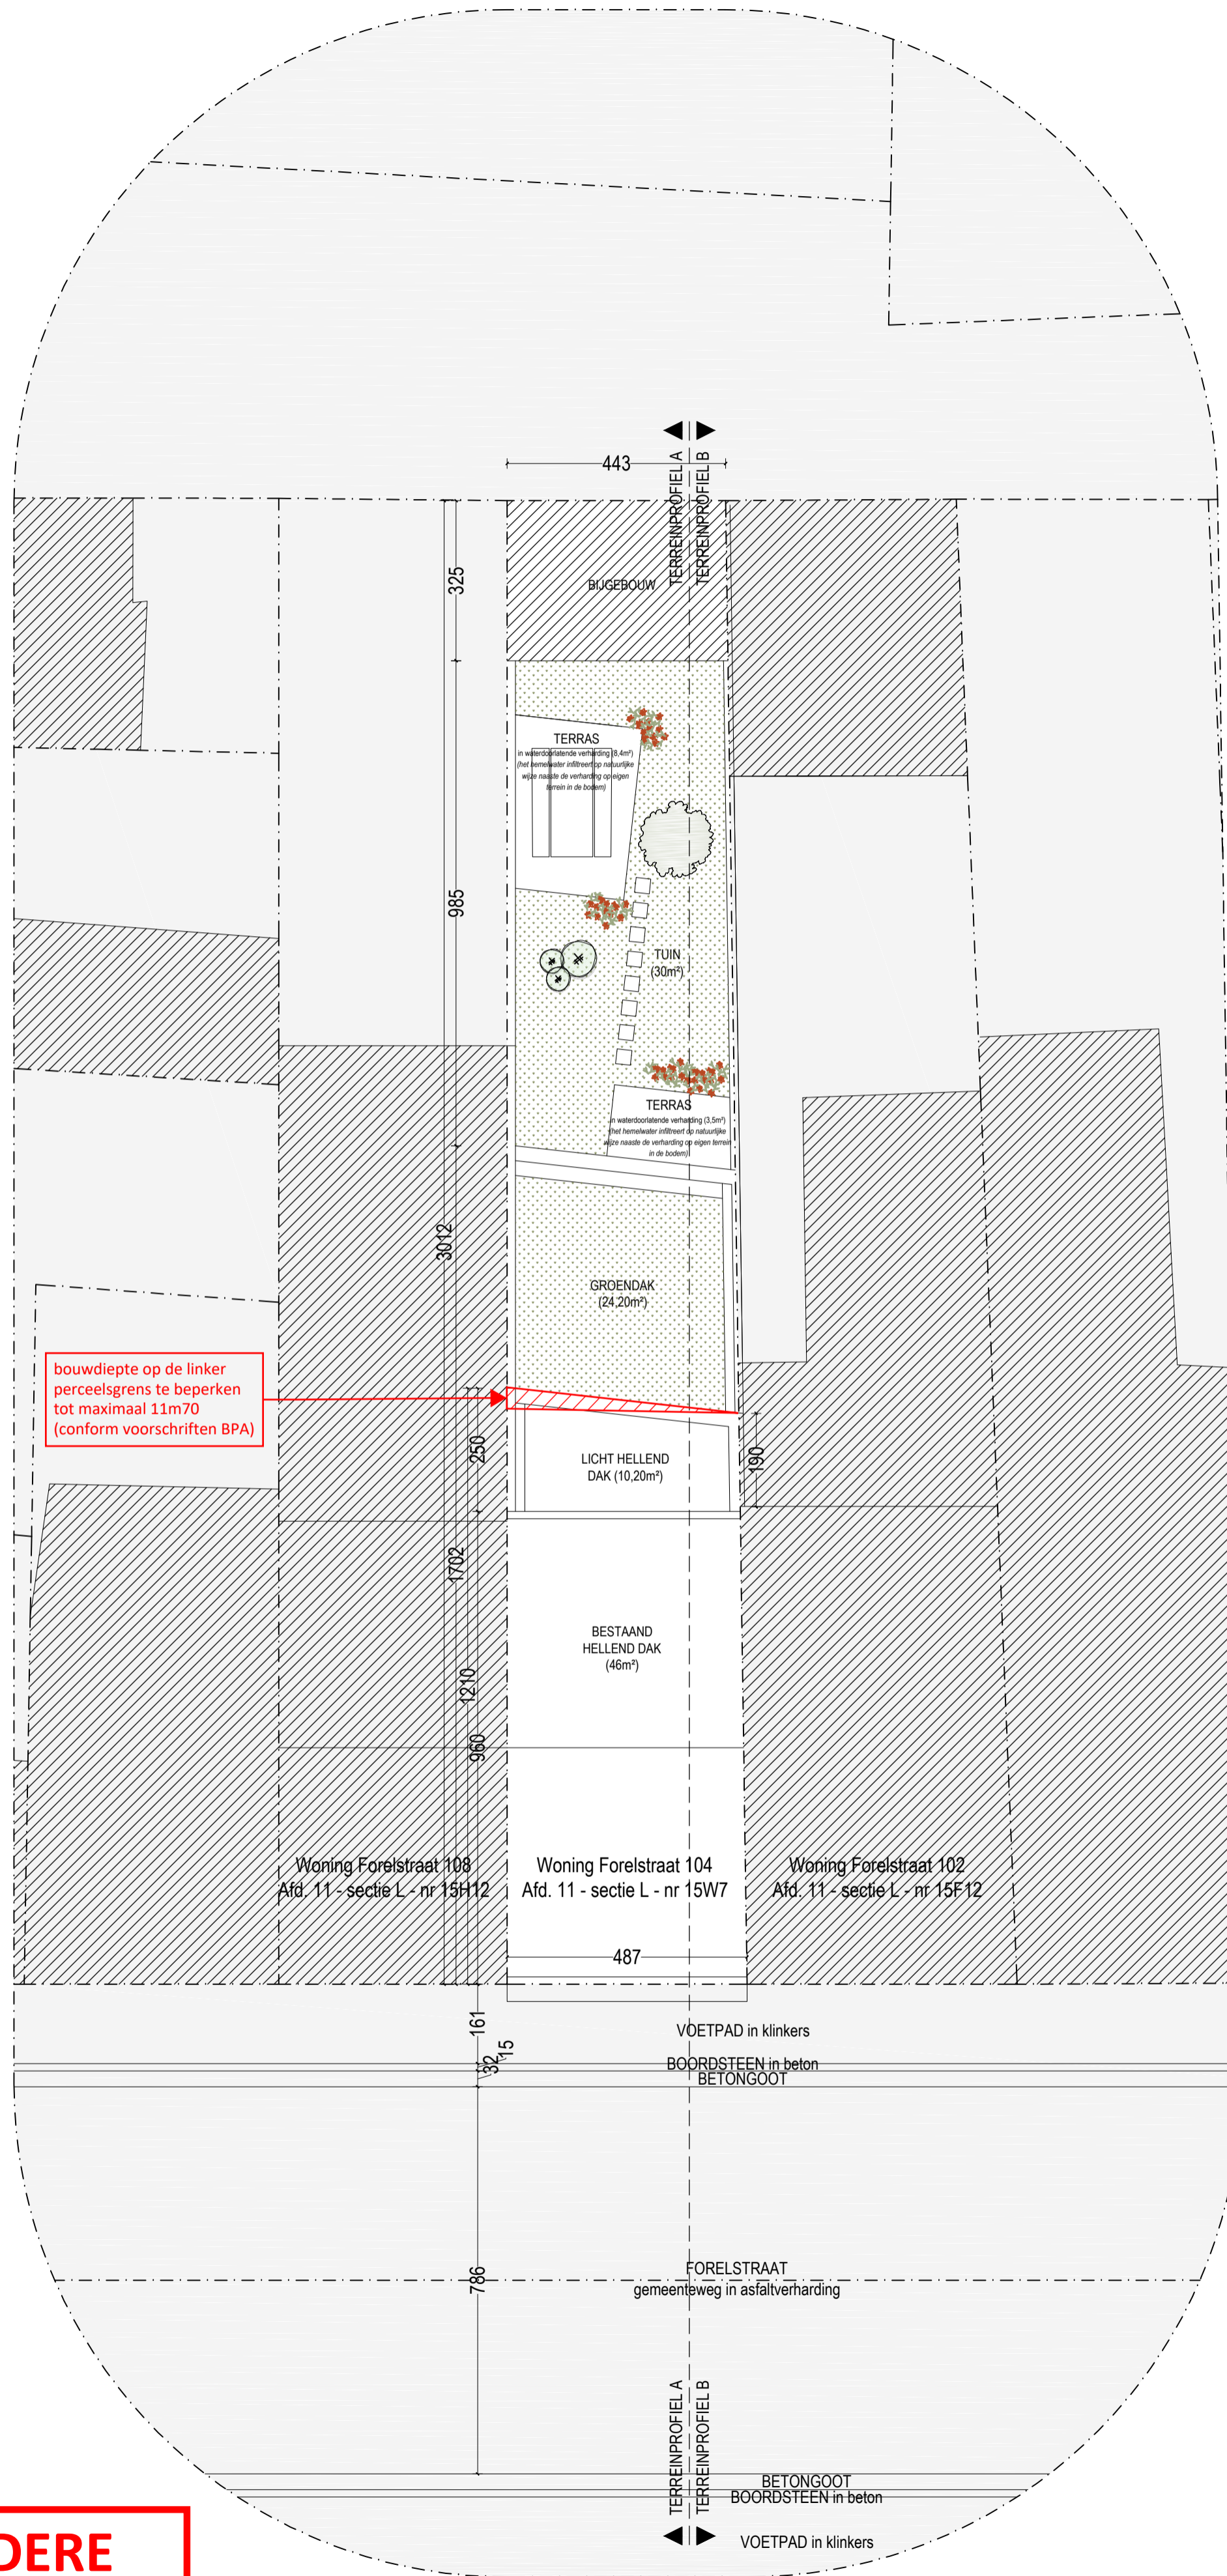 443
TERREINPROFIEL A
TERREINPROFIEL B
325
BIJGEBOUW
TERRAS
in waterdoorlatende verharding (8,4m²)
(het hemelwater infiltreert op natuurlijke
wijze naaste de verharding op eigen
terrein in de bodem)
985
TUIN
(30m²)
TERRAS
in waterdoorlatende verharding (3,5m²)
(het hemelwater infiltreert op natuurlijke
wijze naaste de verharding op eigen terrein
in de bodem)
3012
GROENDAK
(24,20m²)
bouwdiepte op de linker
perceelsgrens te beperken
tot maximaal 11m70
(conform voorschriften BPA)
250
LICHT HELLEND
DAK (10,20m²)
190
1702
BESTAAND
HELLEND DAK
(46m²)
1210
960
Woning Forelstraat 108
Afd. 11 - sectie L - nr 15H12
Woning Forelstraat 104
Afd. 11 - sectie L - nr 15W7
Woning Forelstraat 102
Afd. 11 - sectie L - nr 15F12
487
161
VOETPAD in klinkers
15
32
BOORDSTEEN in beton
BETONGOOT
786
FORELSTRAAT
gemeenteweg in asfaltverharding
TERREINPROFIEL A
TERREINPROFIEL B
BETONGOOT
BOORDSTEEN in beton
VOETPAD in klinkers
DERE